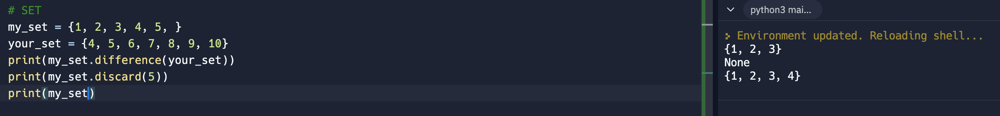 # SET
my_set = {1, 2, 3, 4, 5, }
your_set = {4, 5, 6, 7, 8, 9, 10}
print(my_set.difference(your_set))
print(my_set.discard(5))
print(my_set)
python3 mai...
Environment updated. Reloading shell...
{1, 2, 3}
None
{1, 2, 3, 4}